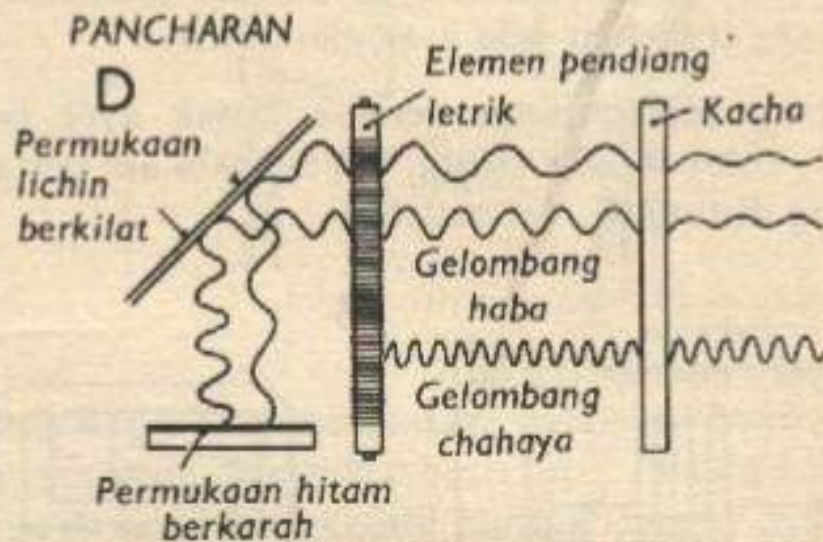 PANCHARAN
D
Permukaan
lichin
berkilat
Elemen pendiang
letrik
Kacha
Gelombang
haba
Gelombang
chahaya
Permukaan hitam
berkarah